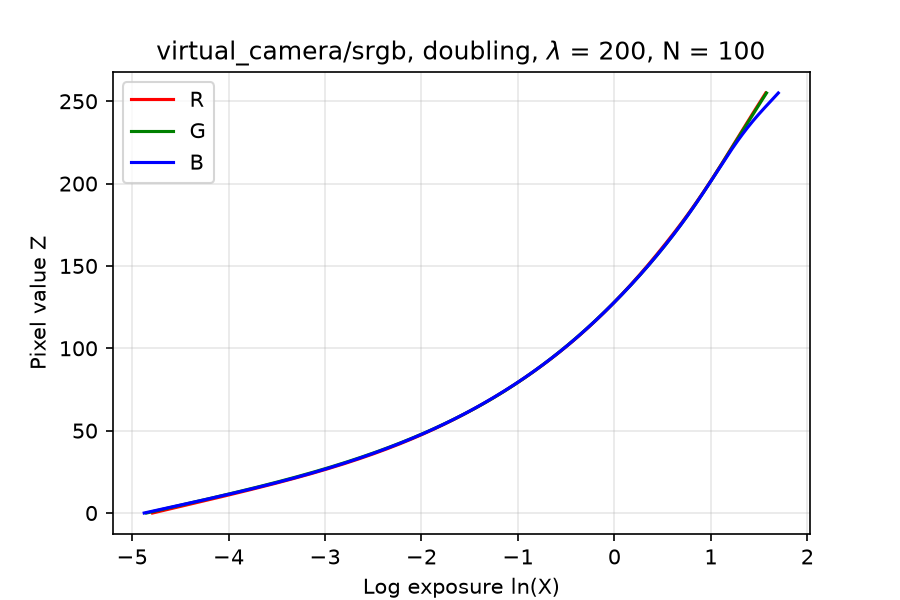 virtual_camera/srgb, doubling, λ = 200, N = 100
R
G
B
Pixel value Z
250
200
150
100
50
0
−5
−4
−3
−2
−1
0
1
2
Log exposure ln(X)